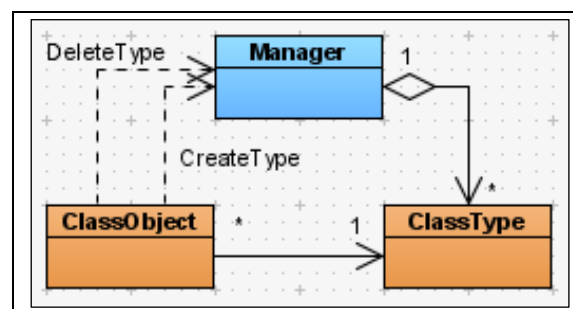 DeleteType
Manager
1
CreateType
*
ClassObject
*
1
ClassType